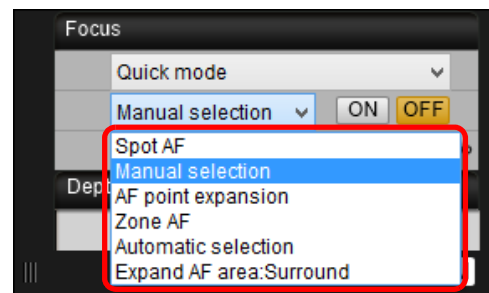 Focus
Quick mode
Manual selection ON OFF
Spot AF
Manual selection
AF point expansion
Zone AF
Automatic selection
Expand AF area:Surround
Dept